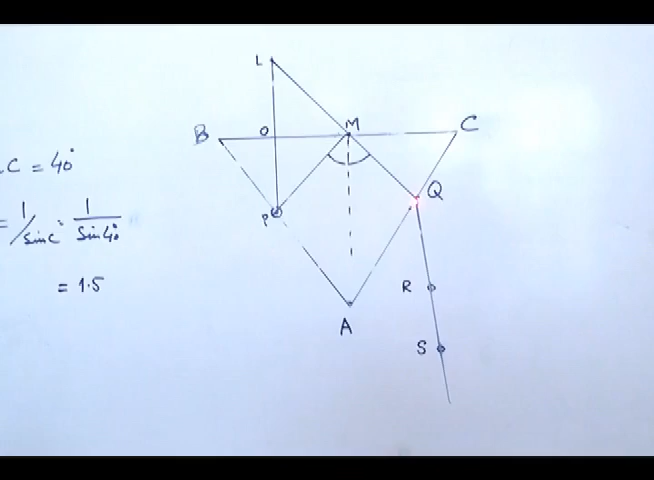 L
B O M C
.C = 40°
= 1/sinc = 1/Sin40°
= 1.5
P
Q
R
A
S